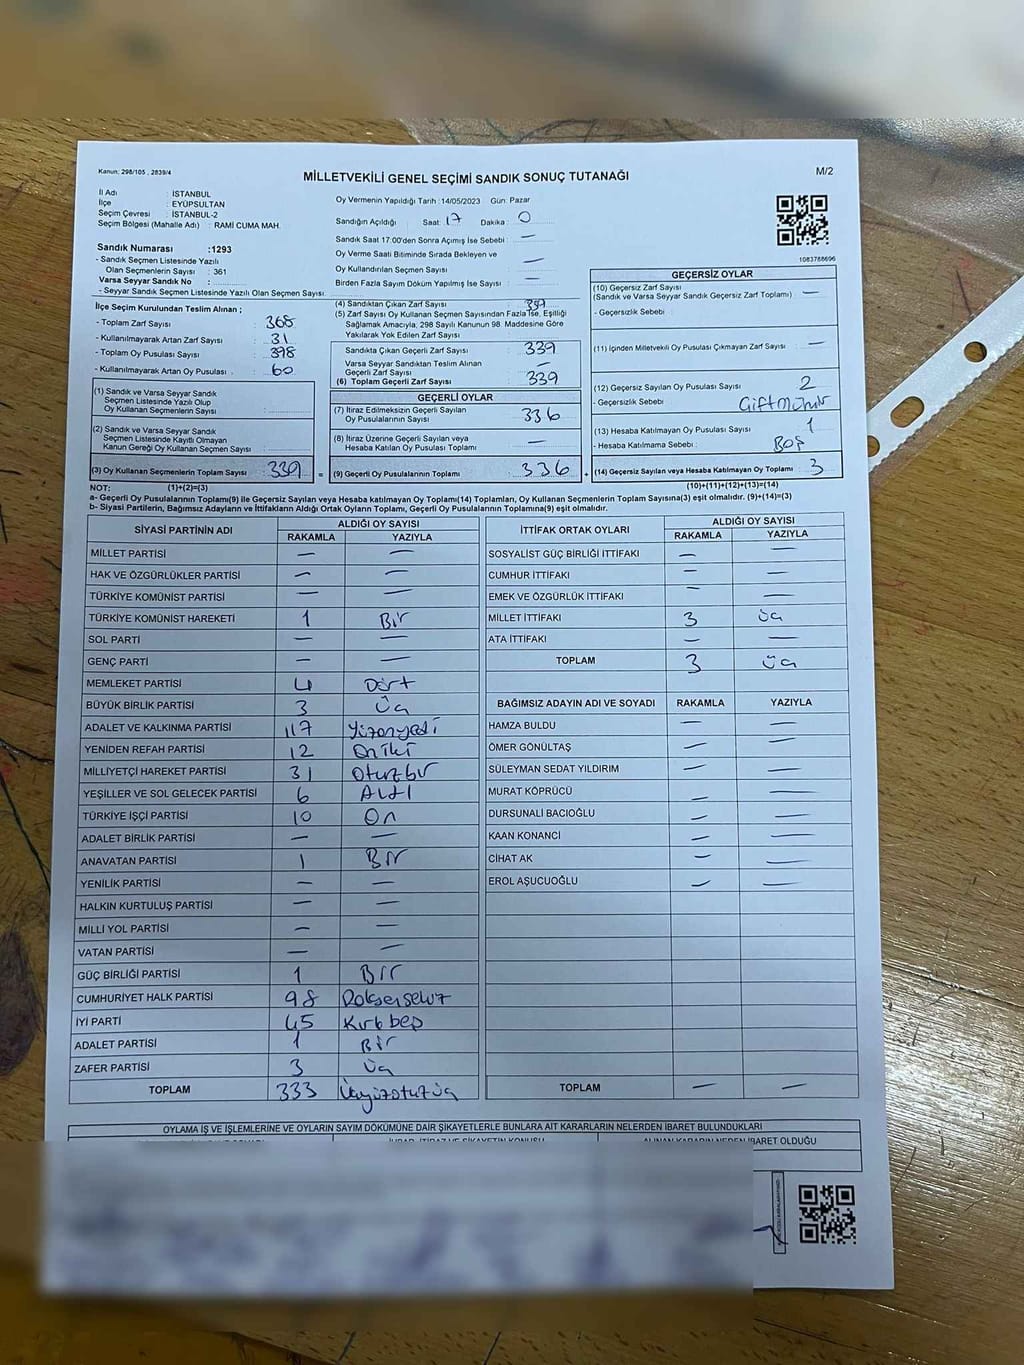 Kanun: 298/105 , 2839/4
MİLLETVEKİLİ GENEL SEÇİMİ SANDIK SONUÇ TUTANAĞI
M/2
İl Adı : İSTANBUL
İlçe : EYÜPSULTAN
Seçim Çevresi : İSTANBUL-2
Seçim Bölgesi (Mahalle Adı) : RAMİ CUMA MAH.
Sandık Numarası :1293
- Sandık Seçmen Listesinde Yazılı
Olan Seçmenlerin Sayısı : 361
Varsa Seyyar Sandık No :
- Seyyar Sandık Seçmen Listesinde Yazılı Olan Seçmen Sayısı
Oy Vermenin Yapıldığı Tarih :14/05/2023 Gün: Pazar
Sandığın Açıldığı Saat: 17 Dakika : 0
Sandık Saat 17:00'den Sonra Açımış İse Sebebi : —
Oy Verme Saati Bitiminde Sırada Bekleyen ve
Oy Kullandırılan Seçmen Sayısı —
Birden Fazla Sayım Döküm Yapılmış İse Sayısı : —
1083788696
İlçe Seçim Kurulundan Teslim Alınan ;
- Toplam Zarf Sayısı : 368
- Kullanılmayarak Artan Zarf Sayısı : 31
- Toplam Oy Pusulası Sayısı : 398
- Kullanılmayarak Artan Oy Pusulası : 60
(1) Sandık ve Varsa Seyyar Sandık
Seçmen Listesinde Yazılı Olup
Oy Kullanan Seçmenlerin Sayısı :
(2) Sandık ve Varsa Seyyar Sandık
Seçmen Listesinde Kayıtlı Olmayan
Kanun Gereği Oy Kullanan Seçmen Sayısı
(3) Oy Kullanan Seçmenlerin Toplam Sayısı 339 =
(4) Sandıktan Çıkan Zarf Sayısı : 339
(5) Zarf Sayısı Oy Kullanan Seçmen Sayısından Fazla İse, Eşitliği
Sağlamak Amacıyla; 298 Sayılı Kanunun 98. Maddesine Göre
Yakılarak Yok Edilen Zarf Sayısı
Sandıkta Çıkan Geçerli Zarf Sayısı 339
Varsa Seyyar Sandıktan Teslim Alınan
Geçerli Zarf Sayısı
(6) Toplam Geçerli Zarf Sayısı 339
GEÇERLİ OYLAR
(7) İtiraz Edilmeksizin Geçerli Sayılan
Oy Pusulalarının Sayısı 336
(8) İtiraz Üzerine Geçerli Sayılan veya
Hesaba Katılan Oy Pusulası Toplamı —
(9) Geçerli Oy Pusulalarının Toplamı 336 +
GEÇERSİZ OYLAR
(10) Geçersiz Zarf Sayısı
(Sandık ve Varsa Seyyar Sandık Geçersiz Zarf Toplamı) —
- Geçersizlik Sebebi
(11) İçinden Milletvekili Oy Pusulası Çıkmayan Zarf Sayısı —
(12) Geçersiz Sayılan Oy Pusulası Sayısı 2
- Geçersizlik Sebebi Çift Mühür
(13) Hesaba Katılmayan Oy Pusulası Sayısı 1
- Hesaba Katılmama Sebebi : Boş
(14) Geçersiz Sayılan veya Hesaba Katılmayan Oy Toplamı 3
NOT: (1)+(2)=(3)
(10)+(11)+(12)+(13)=(14)
a- Geçerli Oy Pusulalarının Toplamı(9) ile Geçersiz Sayılan veya Hesaba katılmayan Oy Toplamı(14) Toplamları, Oy Kullanan Seçmenlerin Toplam Sayısına(3) eşit olmalıdır. (9)+(14)=(3)
b- Siyasi Partilerin, Bağımsız Adayların ve İttifakların Aldığı Ortak Oyların Toplamı, Geçerli Oy Pusulalarının Toplamına(9) eşit olmalıdır.
SİYASİ PARTİNİN ADI ALDIĞI OY SAYISI
RAKAMLA YAZIYLA
MİLLET PARTİSİ — —
HAK VE ÖZGÜRLÜKLER PARTİSİ — —
TÜRKİYE KOMÜNİST PARTİSİ — —
TÜRKİYE KOMÜNİST HAREKETİ 1 Bir
SOL PARTİ — —
GENÇ PARTİ — —
MEMLEKET PARTİSİ 4 Dört
BÜYÜK BİRLİK PARTİSİ 3 Üç
ADALET VE KALKINMA PARTİSİ 117 Yüzonyedi
YENİDEN REFAH PARTİSİ 12 Oniki
MİLLİYETÇİ HAREKET PARTİSİ 31 Otuzbir
YEŞİLLER VE SOL GELECEK PARTİSİ 6 Altı
TÜRKİYE İŞÇİ PARTİSİ 10 On
ADALET BİRLİK PARTİSİ — —
ANAVATAN PARTİSİ 1 Bir
YENİLİK PARTİSİ — —
HALKIN KURTULUŞ PARTİSİ — —
MİLLİ YOL PARTİSİ — —
VATAN PARTİSİ — —
GÜÇ BİRLİĞİ PARTİSİ 1 Bir
CUMHURİYET HALK PARTİSİ 98 Doksansekiz
İYİ PARTİ 45 Kırkbeş
ADALET PARTİSİ 1 Bir
ZAFER PARTİSİ 3 Üç
TOPLAM 333 Üçyüzotuzüç
İTTİFAK ORTAK OYLARI ALDIĞI OY SAYISI
RAKAMLA YAZIYLA
SOSYALİST GÜÇ BİRLİĞİ İTTİFAKI — —
CUMHUR İTTİFAKI — —
EMEK VE ÖZGÜRLÜK İTTİFAKI — —
MİLLET İTTİFAKI 3 Üç
ATA İTTİFAKI — —
TOPLAM 3 Üç
BAĞIMSIZ ADAYIN ADI VE SOYADI RAKAMLA YAZIYLA
HAMZA BULDU — —
ÖMER GÖNÜLTAŞ — —
SÜLEYMAN SEDAT YILDIRIM — —
MURAT KÖPRÜCÜ — —
DURSUNALİ BACIOĞLU — —
KAAN KONANCİ — —
CİHAT AK — —
EROL AŞUCUOĞLU — —
TOPLAM — —
OYLAMA İŞ VE İŞLEMLERİNE VE OYLARIN SAYIM DÖKÜMÜNE DAİR ŞİKAYETLERLE BUNLARA AİT KARARLARIN NELERDEN İBARET BULUNDUKLARI
İTİRAZ VE ŞİKAYETİN KONUSU ALINAN KARARIN NEDEN İBARET OLDUĞU